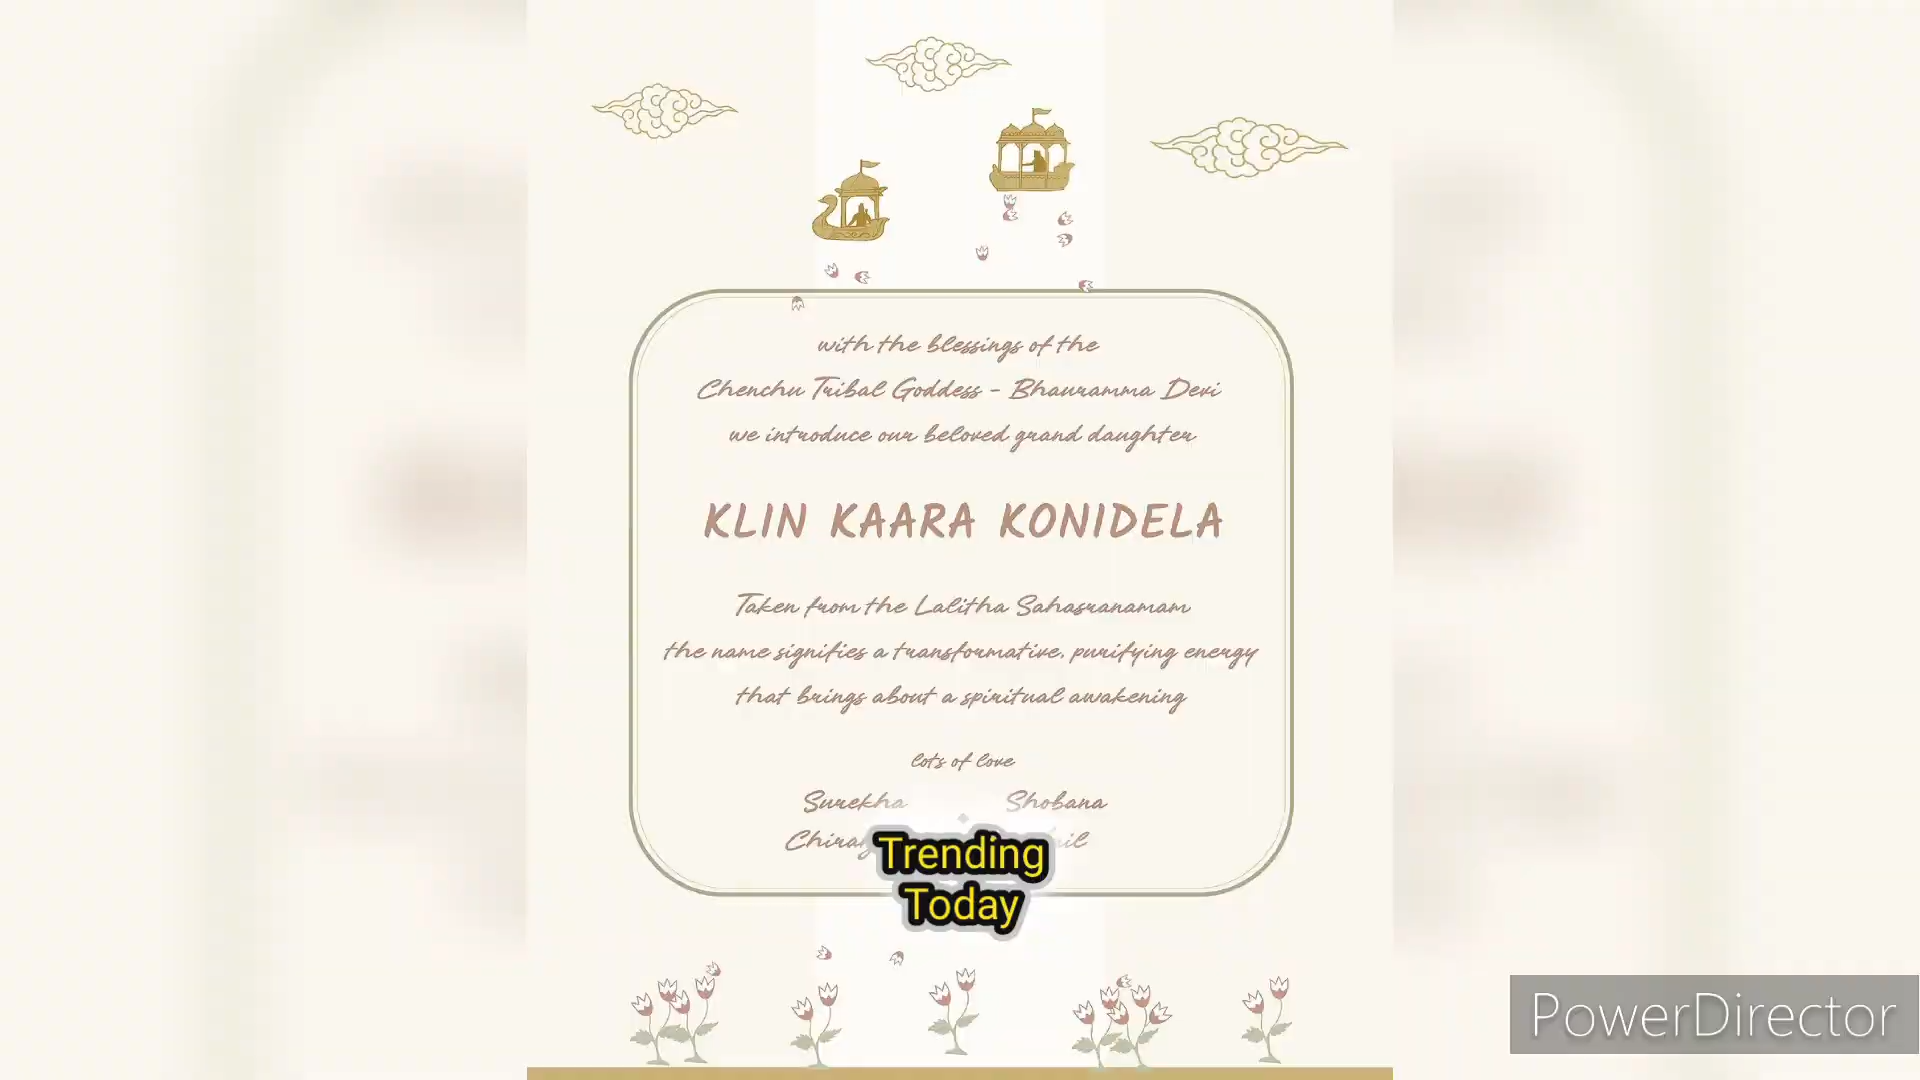 with the blessings of the
Chenchu Tribal Goddess - Bhauramma Devi
we introduce our beloved grand daughter
KLIN KAARA KONIDELA
Taken from the Lalitha Sahasranamam
the name signifies a transformative, purifying energy
that brings about a spiritual awakening
lots of love
Surekha Shobana
Trending
Today
PowerDirector